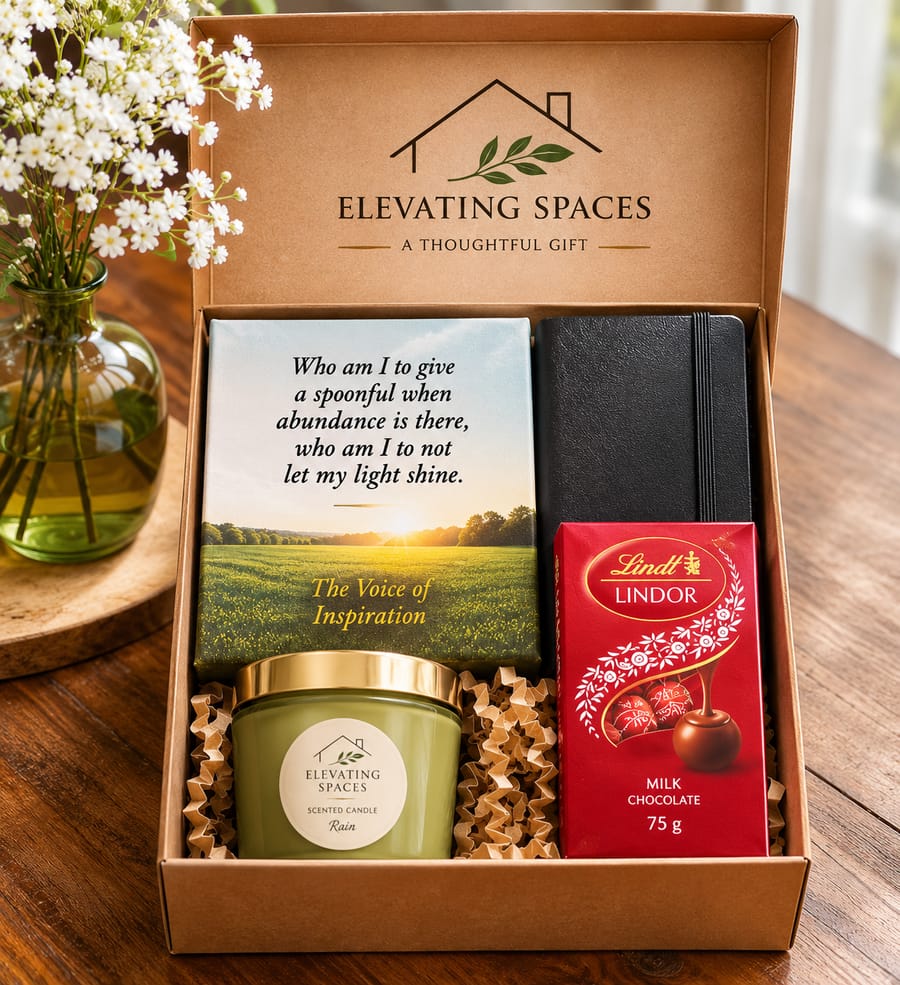 ELEVATING SPACES
A THOUGHTFUL GIFT
Who am I to give
a spoonful when
abundance is there,
who am I to not
let my light shine.
The Voice of
Inspiration
Lindt
LINDOR
MILK
CHOCOLATE
75 g
ELEVATING
SPACES
SCENTED CANDLE
Rain